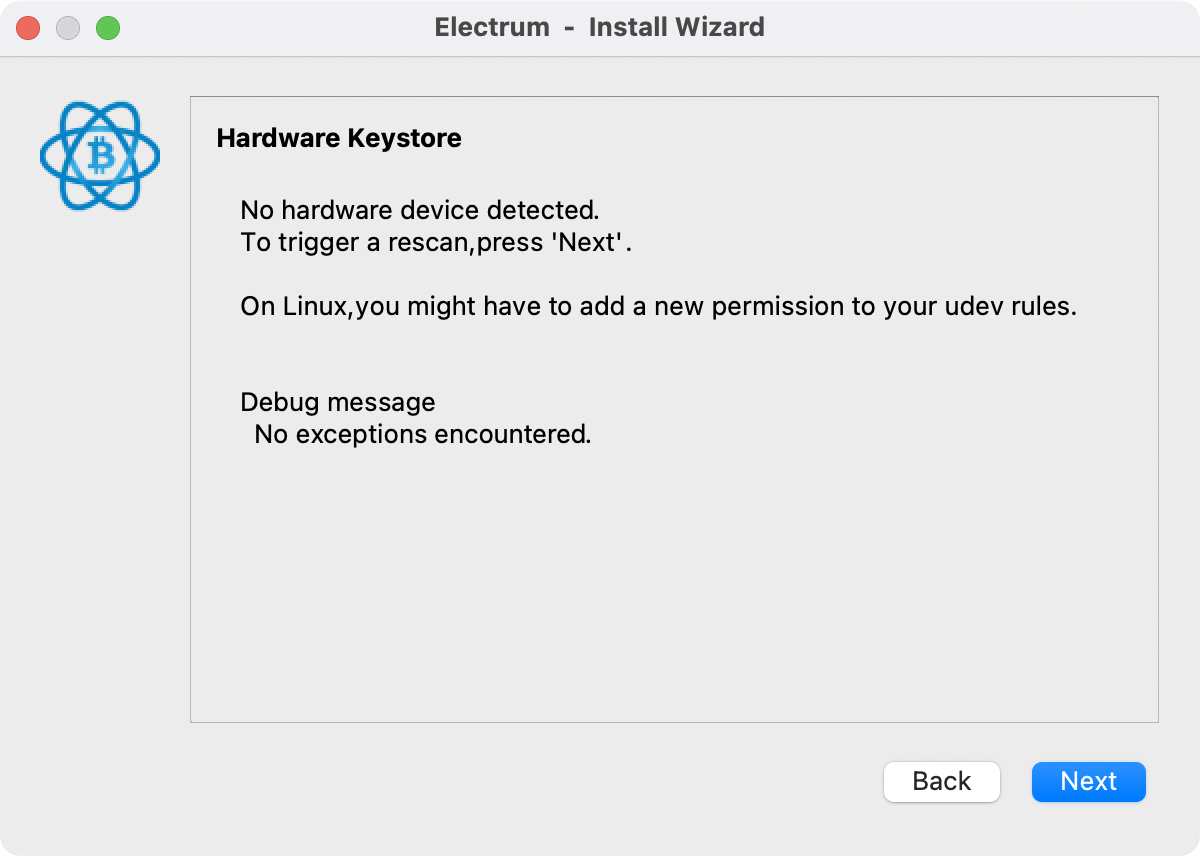 Electrum - Install Wizard
Hardware Keystore
No hardware device detected.
To trigger a rescan,press 'Next'.
On Linux,you might have to add a new permission to your udev rules.
Debug message
No exceptions encountered.
Back
Next